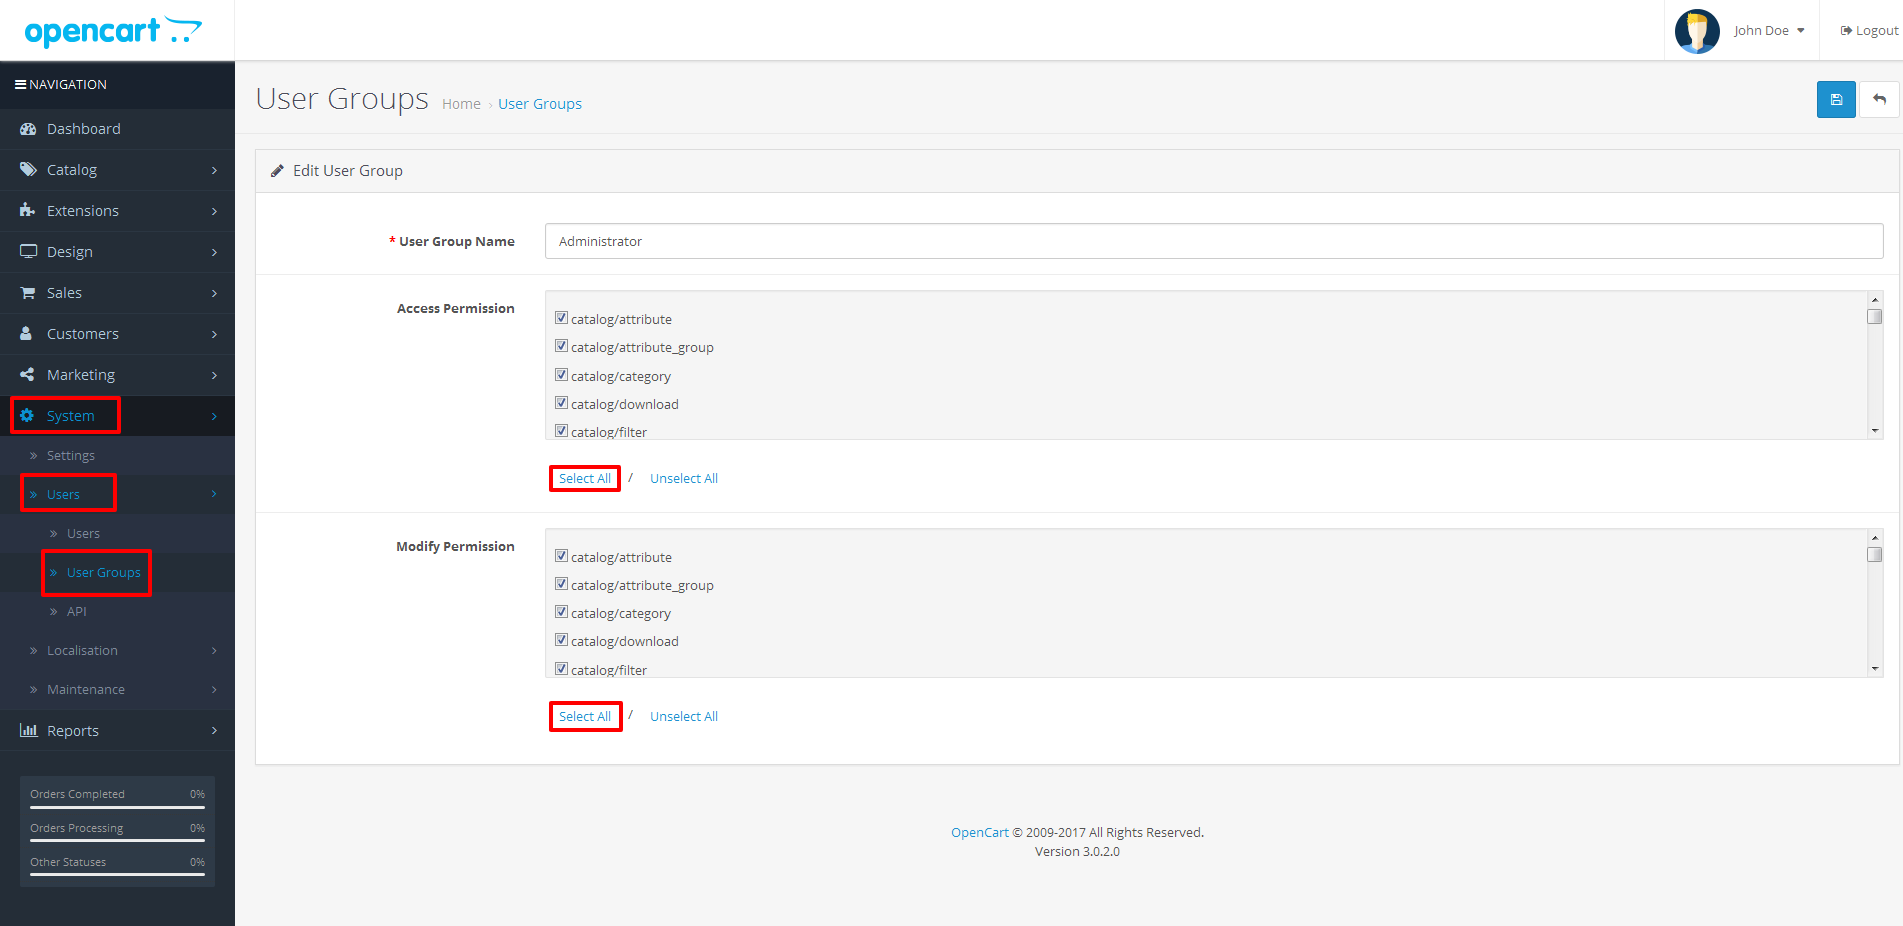 opencart
John Doe
Logout
NAVIGATION
Dashboard
Catalog
Extensions
Design
Sales
Customers
Marketing
System
Settings
Users
Users
User Groups
API
Localisation
Maintenance
Reports
Orders Completed 0%
Orders Processing 0%
Other Statuses 0%
User Groups Home › User Groups
Edit User Group
* User Group Name Administrator
Access Permission
catalog/attribute
catalog/attribute_group
catalog/category
catalog/download
catalog/filter
Select All / Unselect All
Modify Permission
catalog/attribute
catalog/attribute_group
catalog/category
catalog/download
catalog/filter
Select All / Unselect All
OpenCart © 2009-2017 All Rights Reserved.
Version 3.0.2.0